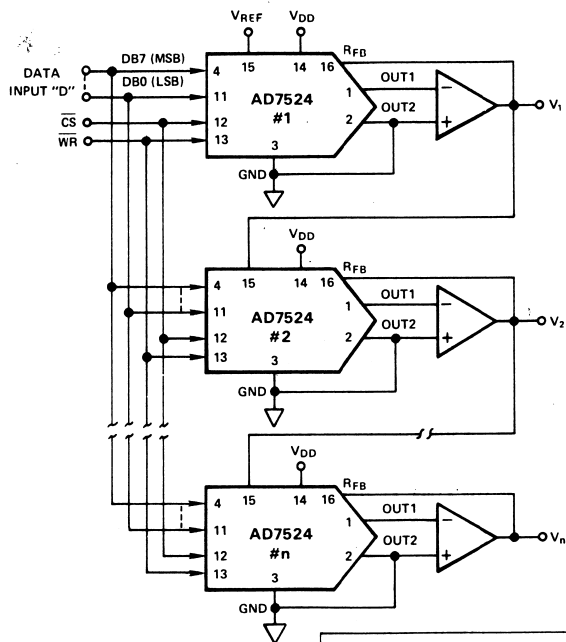 VREF VDD
DB7 (MSB)
15 14 16 RFB
DATA
INPUT "D"
4
DB0 (LSB)
11
CS
12
WR
13
AD7524
#1
1 OUT1 −
2 OUT2 +
V1
3
GND
VDD
15 14 16 RFB
4
11
12
13
AD7524
#2
1 OUT1 −
2 OUT2 +
V2
3
GND
VDD
15 14 16 RFB
4
11
12
13
AD7524
#n
1 OUT1 −
2 OUT2 +
Vn
3
GND